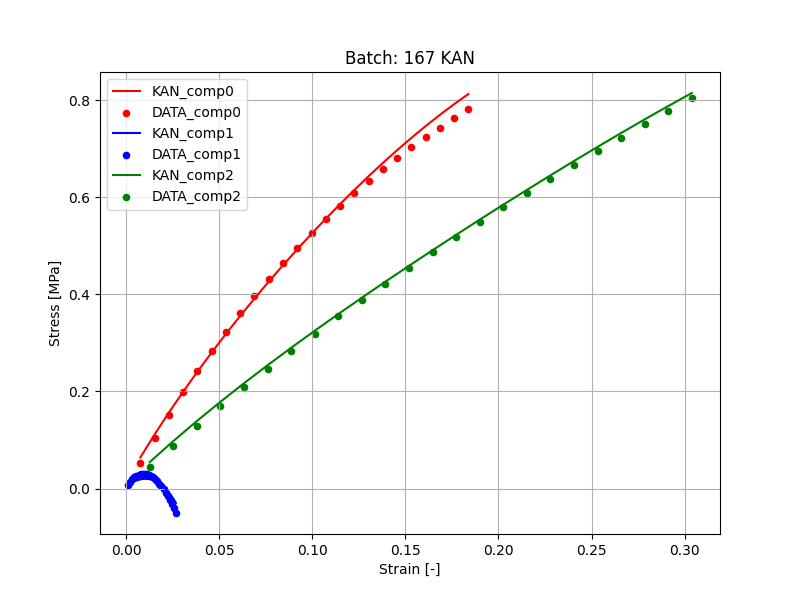 Batch: 167 KAN
KAN_comp0
DATA_comp0
KAN_comp1
DATA_comp1
KAN_comp2
DATA_comp2
0.8
0.6
0.4
0.2
0.0
Stress [MPa]
0.00 0.05 0.10 0.15 0.20 0.25 0.30
Strain [-]